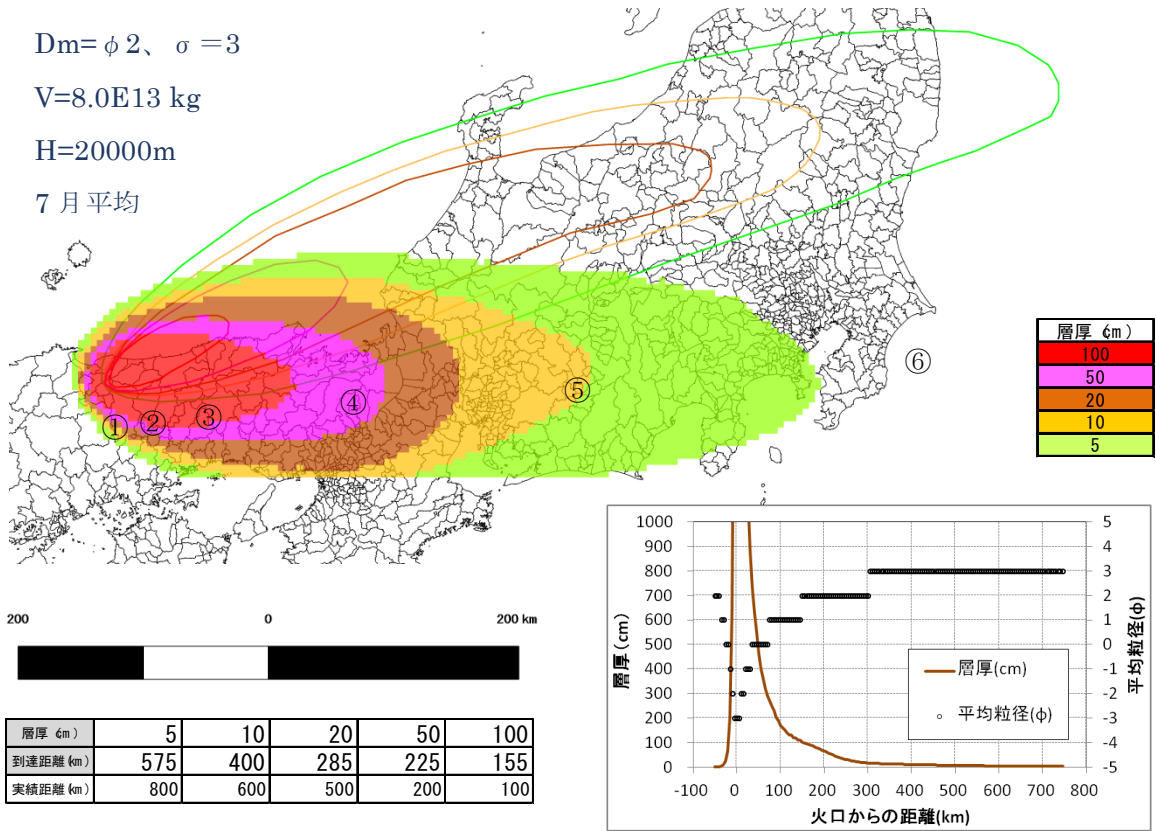 Dm=φ2、σ=3
V=8.0E13 kg
H=20000m
7月平均
① ② ③ ④ ⑤ ⑥
層厚 (cm)
100
50
20
10
5
200 0 200 km
層厚 (cm) 5 10 20 50 100
到達距離(km) 575 400 285 225 155
実績距離(km) 800 600 500 200 100
層厚(cm)
1000
900
800
700
600
500
400
300
200
100
0
5
4
3
2
1
0
-1
-2
-3
-4
-5
平均粒径(φ)
層厚(cm)
平均粒径(φ)
-100 0 100 200 300 400 500 600 700 800
火口からの距離(km)